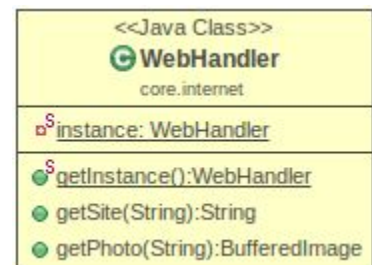 <<Java Class>>
C WebHandler
core.internet
S instance: WebHandler
S getInstance():WebHandler
getSite(String):String
getPhoto(String):BufferedImage